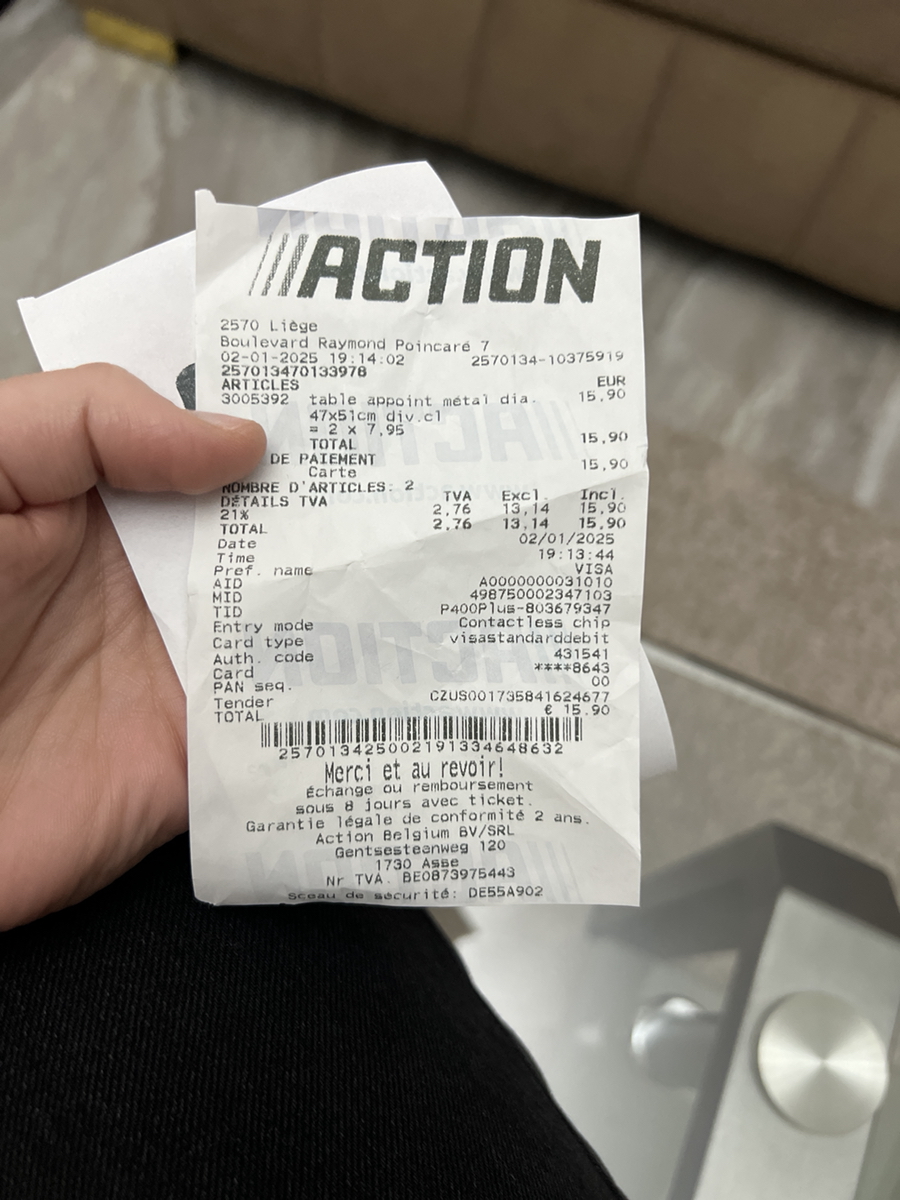 ACTION
2570 Liège
Boulevard Raymond Poincaré 7
02-01-2025 19:14:02 2570134-10375919
257013470133978
ARTICLES EUR
3005392 table appoint métal dia. 15,90
47x51cm div.cl
= 2 x 7,95
TOTAL 15,90
DE PAIEMENT
Carte 15,90
NOMBRE D'ARTICLES: 2
DÉTAILS TVA TVA Excl. Incl.
21% 2,76 13,14 15,90
TOTAL 2,76 13,14 15,90
Date 02/01/2025
Time 19:13:44
Pref. name VISA
AID A0000000031010
MID 498750002347103
TID P400Plus-803679347
Entry mode Contactless chip
Card type visastandarddebit
Auth. code 431541
Card ****8643
PAN seq. 00
Tender CZUS001735841624677
TOTAL € 15.90
257013425002191334648632
Merci et au revoir!
Échange ou remboursement
sous 8 jours avec ticket.
Garantie légale de conformité 2 ans.
Action Belgium BV/SRL
Gentsesteenweg 120
1730 Asse
Nr TVA. BE0873975443
Sceau de sécurité: DE55A902